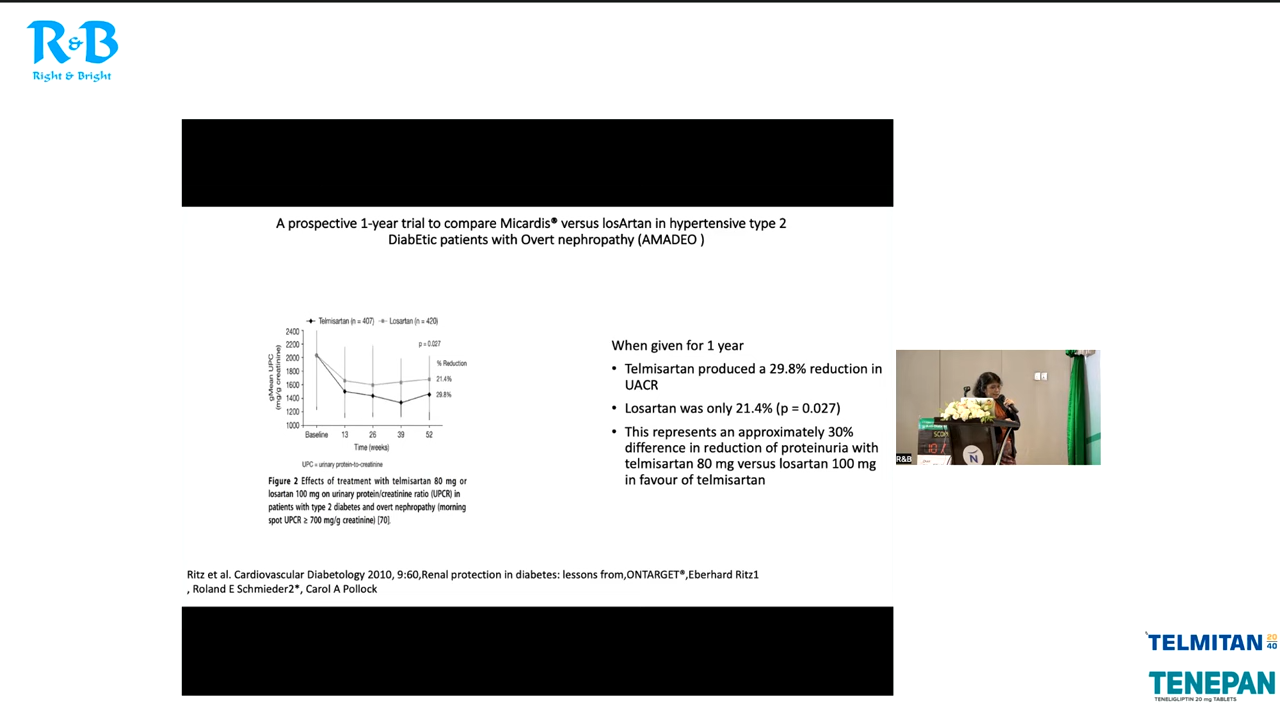 R&B
Right & Bright
A prospective 1-year trial to compare Micardis® versus losArtan in hypertensive type 2
DiabEtic patients with Overt nephropathy (AMADEO )
Telmisartan (n = 407) Losartan (n = 420)
gMean UPC
(mg/g creatinine)
2400
2200
2000
1800
1600
1400
1200
1000
p = 0.027
% Reduction
21.4%
29.8%
Baseline 13 26 39 52
Time (weeks)
UPC = urinary protein-to-creatinine
Figure 2 Effects of treatment with telmisartan 80 mg or
losartan 100 mg on urinary protein/creatinine ratio (UPCR) in
patients with type 2 diabetes and overt nephropathy (morning
spot UPCR ≥ 700 mg/g creatinine) [70].
When given for 1 year
• Telmisartan produced a 29.8% reduction in
UACR
• Losartan was only 21.4% (p = 0.027)
• This represents an approximately 30%
difference in reduction of proteinuria with
telmisartan 80 mg versus losartan 100 mg
in favour of telmisartan
Ritz et al. Cardiovascular Diabetology 2010, 9:60,Renal protection in diabetes: lessons from,ONTARGET®,Eberhard Ritz1
, Roland E Schmieder2*, Carol A Pollock
R&B
N
TELMITAN 20
40
TENEPAN
TENELIGLIPTIN 20 mg TABLETS